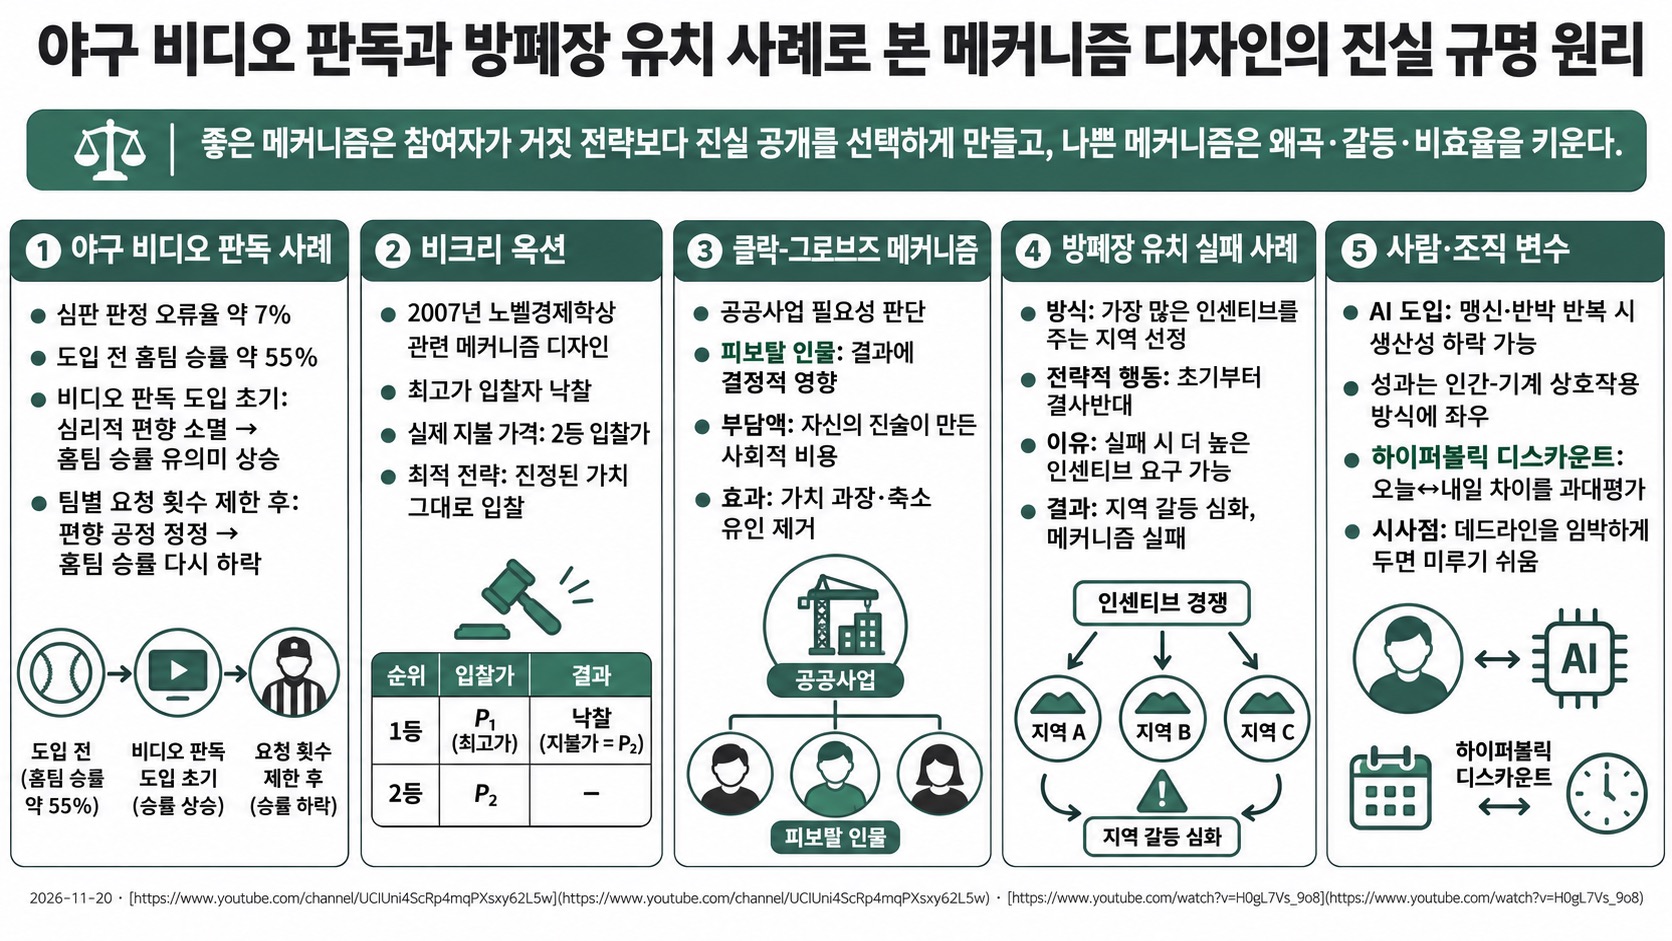 야구 비디오 판독과 방폐장 유치 사례로 본 메커니즘 디자인의 진실 규명 원리
좋은 메커니즘은 참여자가 거짓 전략보다 진실 공개를 선택하게 만들고, 나쁜 메커니즘은 왜곡·갈등·비효율을 키운다.
1 야구 비디오 판독 사례
심판 판정 오류율 약 7%
도입 전 홈팀 승률 약 55%
비디오 판독 도입 초기:
심리적 편향 소멸 →
홈팀 승률 유의미 상승
팀별 요청 횟수 제한 후:
편향 공정 정정 →
홈팀 승률 다시 하락
도입 전
(홈팀 승률
약 55%)
비디오 판독
도입 초기
(승률 상승)
요청 횟수
제한 후
(승률 하락)
2 비크리 옥션
2007년 노벨경제학상
관련 메커니즘 디자인
최고가 입찰자 낙찰
실제 지불 가격: 2등 입찰가
최적 전략: 진정된 가치
그대로 입찰
순위 입찰가 결과
1등 P₁ (최고가) 낙찰 (지불가 = P₂)
2등 P₂ –
3 클락-그로브즈 메커니즘
공공사업 필요성 판단
피보탈 인물: 결과에
결정적 영향
부담액: 자신의 진술이 만든
사회적 비용
효과: 가치 과장·축소
유인 제거
공공사업
피보탈 인물
4 방폐장 유치 실패 사례
방식: 가장 많은 인센티브를
주는 지역 선정
전략적 행동: 초기부터
결사반대
이유: 실패 시 더 높은
인센티브 요구 가능
결과: 지역 갈등 심화,
메커니즘 실패
인센티브 경쟁
지역 A 지역 B 지역 C
지역 갈등 심화
5 사람·조직 변수
AI 도입: 맹신·반박 반복 시
생산성 하락 가능
성과는 인간-기계 상호작용
방식에 좌우
하이퍼볼릭 디스카운트:
오늘↔내일 차이를 과대평가
시사점: 데드라인을 임박하게
두면 미루기 쉬움
AI
하이퍼볼릭
디스카운트
2026-11-20 · [https://www.youtube.com/channel/UClUni4ScRp4mqPXsxy62L5w](https://www.youtube.com/channel/UClUni4ScRp4mqPXsxy62L5w) · [https://www.youtube.com/watch?v=H0gL7Vs_9o8](https://www.youtube.com/watch?v=H0gL7Vs_9o8)